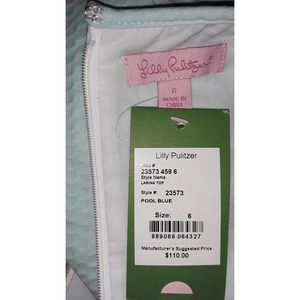 Lilly Pulitzer
6
MADE IN
CHINA
Lilly Pulitzer
SKU #
23573 459 6
Style Name:
LARINA TOP
Style #: 23573
POOL BLUE
Size: 6
889069 064327
Manufacturer's Suggested Price
$110.00